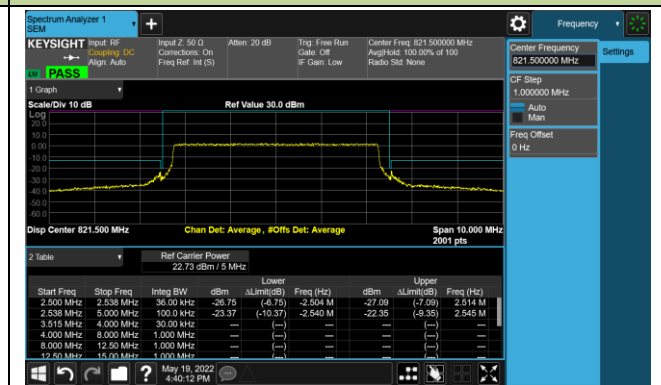 Spectrum Analyzer 1
SEM
Frequency
KEYSIGHT
Input: RF
Coupling: DC
Align: Auto
Input Z: 50 Ω
Corrections: On
Freq Ref: Int (S)
Atten: 20 dB
Trig: Free Run
Gate: Off
IF Gain: Low
Center Freq: 821.500000 MHz
Avg|Hold: 100.00% of 100
Radio Std: None
LW PASS
Center Frequency
821.500000 MHz
Settings
CF Step
1.000000 MHz
Auto
Man
Freq Offset
0 Hz
1 Graph
Scale/Div 10 dB
Ref Value 30.0 dBm
Log
20.0
10.0
0.00
-10.0
-20.0
-30.0
-40.0
-50.0
-60.0
Disp Center 821.500 MHz
Chan Det: Average , #Offs Det: Average
Span 10.000 MHz
2001 pts
2 Table
Ref Carrier Power
22.73 dBm / 5 MHz
Lower Upper
Start Freq Stop Freq Integ BW dBm ΔLimit(dB) Freq (Hz) dBm ΔLimit(dB) Freq (Hz)
2.500 MHz 2.538 MHz 36.00 kHz -26.75 (-6.75) -2.504 M -27.09 (-7.09) 2.514 M
2.538 MHz 5.000 MHz 100.0 kHz -23.37 (-10.37) -2.540 M -22.35 (-9.35) 2.545 M
3.515 MHz 4.000 MHz 30.00 kHz --- (---) --- --- (---) ---
4.000 MHz 8.000 MHz 1.000 MHz --- (---) --- --- (---) ---
8.000 MHz 12.50 MHz 1.000 MHz --- (---) --- --- (---) ---
12.50 MHz 15.00 MHz 1.000 MHz --- (---) --- --- (---) ---
?
May 19, 2022
4:40:12 PM